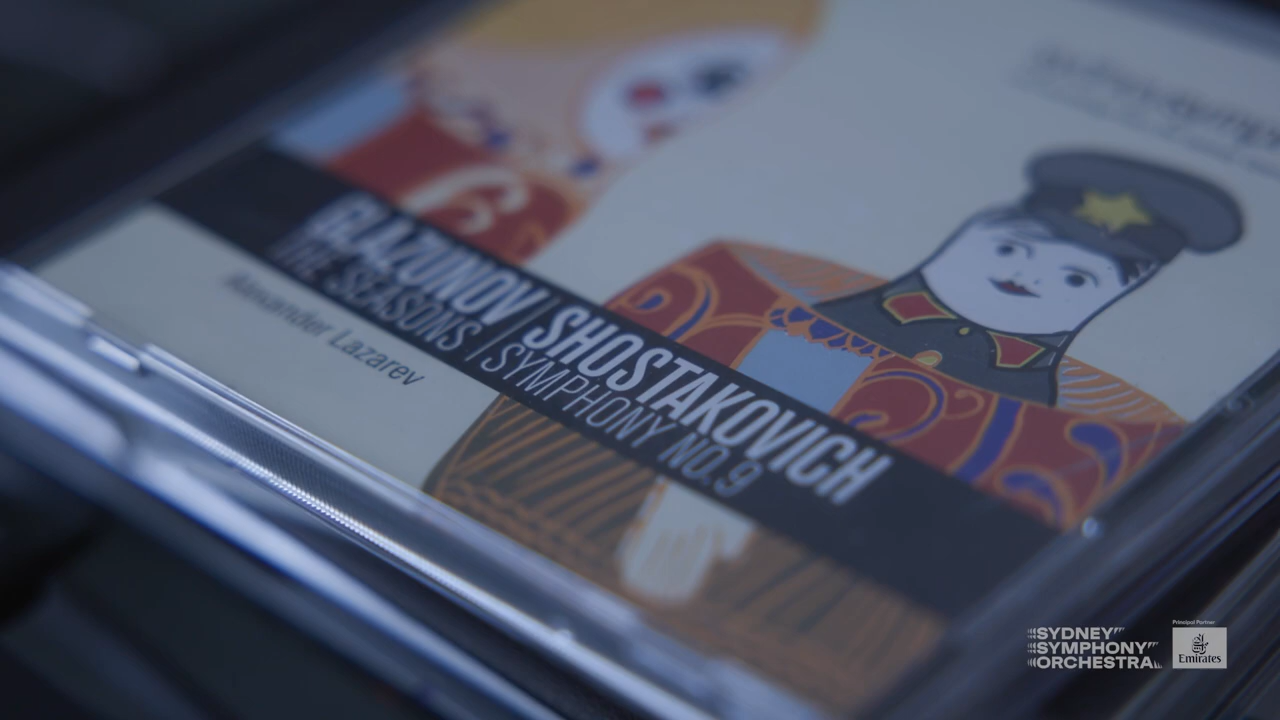 GLAZUNOV | SHOSTAKOVICH
THE SEASONS | SYMPHONY NO.9
Alexander Lazarev
SYDNEY
SYMPHONY
ORCHESTRA
Principal Partner
Emirates